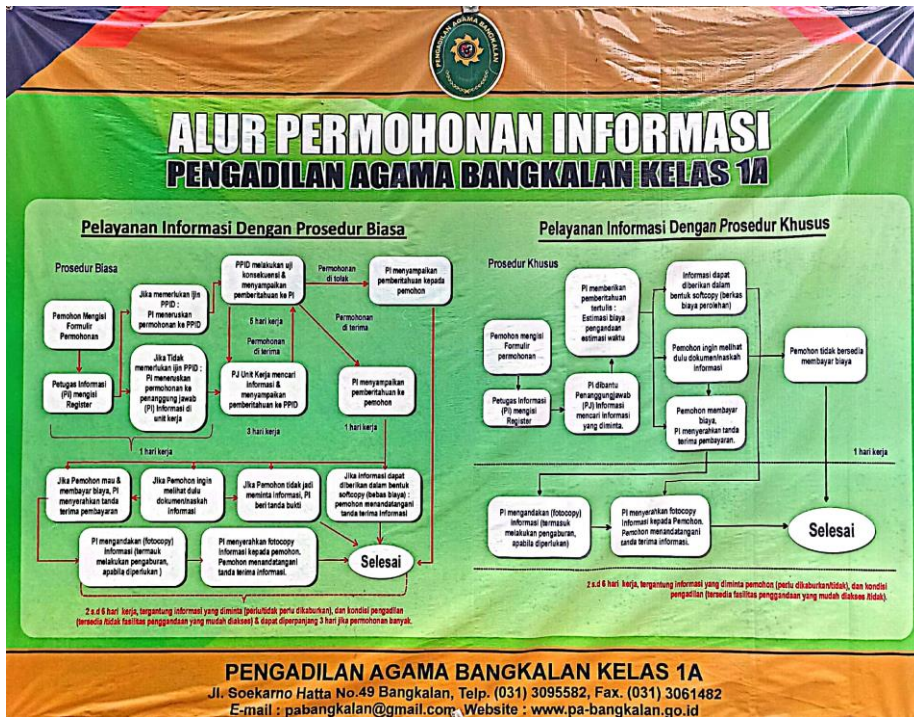 PENGADILAN AGAMA BANGKALAN
ALUR PERMOHONAN INFORMASI
PENGADILAN AGAMA BANGKALAN KELAS 1A
Pelayanan Informasi Dengan Prosedur Biasa
Prosedur Biasa
Pemohon Mengisi
Formulir
Permohonan
Petugas Informasi
(PI) mengisi
Register
Jika memerlukan ijin
PPID :
PI meneruskan
permohonan ke PPID
Jika Tidak
memerlukan ijin PPID :
PI meneruskan
permohonan ke
penanggung jawab
(PI) Informasi di
unit kerja
1 hari kerja
PPID melakukan uji
konsekuensi &
menyampaikan
pemberitahuan ke PI
Permohonan
di tolak
PI menyampaikan
pemberitahuan kepada
pemohon
5 hari kerja
Permohonan
di terima
Permohonan
di terima
PJ Unit Kerja mencari
informasi &
menyampaikan
pemberitahuan ke PPID
3 hari kerja
PI menyampaikan
pemberitahuan ke
pemohon
1 hari kerja
Jika Pemohon mau &
membayar biaya, PI
menyerahkan tanda
terima pembayaran
Jika Pemohon ingin
melihat dulu
dokumen/naskah
informasi
Jika Pemohon tidak jadi
meminta informasi, PI
beri tanda bukti
Jika informasi dapat
diberikan dalam bentuk
softcopy (bebas biaya) :
pemohon menandatangani
tanda terima Informasi
PI mengandakan (fotocopy)
informasi (termauk
melakukan pengaburan,
apabila diperlukan )
PI menyerahkan fotocopy
Informasi kepada pemohon.
Pemohon menandatangani
tanda terima informasi.
Selesai
2 s.d 6 hari kerja, tergantung informasi yang diminta (perlu/tidak perlu dikaburkan), dan kondisi pengadilan
(tersedia /tidak fasilitas penggandaan yang mudah diakses) & dapat diperpanjang 3 hari jika permohonan banyak.
Pelayanan Informasi Dengan Prosedur Khusus
Prosedur Khusus
Pemohon mengisi
Formulir
permohonan
Petugas Informasi
(PI) mengisi
Register
PI memberikan
pemberitahuan
tertulis :
Estimasi biaya
pengandaan
estimasi waktu
PI dibantu
Penanggungjawab
(PJ) Informasi
mencari informasi
yang diminta.
Informasi dapat
diberikan dalam
bentuk softcopy (berkas
biaya perolehan)
Pemohon ingin melihat
dulu dokumen/naskah
Informasi
Pemohon membayar
biaya,
PI menyerahkan tanda
terima pembayaran.
Pemohon tidak bersedia
membayar biaya
1 hari kerja
PI mengandakan (fotocopy)
informasi (termasuk
melakukan pengaburan,
apabila diperlukan)
PI menyerahkan fotocopy
informasi kepada Pemohon.
Pemohon menandatangani
tanda terima informasi.
Selesai
2 s.d 6 hari kerja, tergantung informasi yang diminta pemohon (perlu dikaburkan/tidak), dan kondisi
pengadilan (tersedia fasilitas penggandaan yang mudah diakses /tidak).
PENGADILAN AGAMA BANGKALAN KELAS 1A
Jl. Soekarno Hatta No.49 Bangkalan, Telp. (031) 3095582, Fax. (031) 3061482
E-mail : pabangkalan@gmail.com, Website : www.pa-bangkalan.go.id